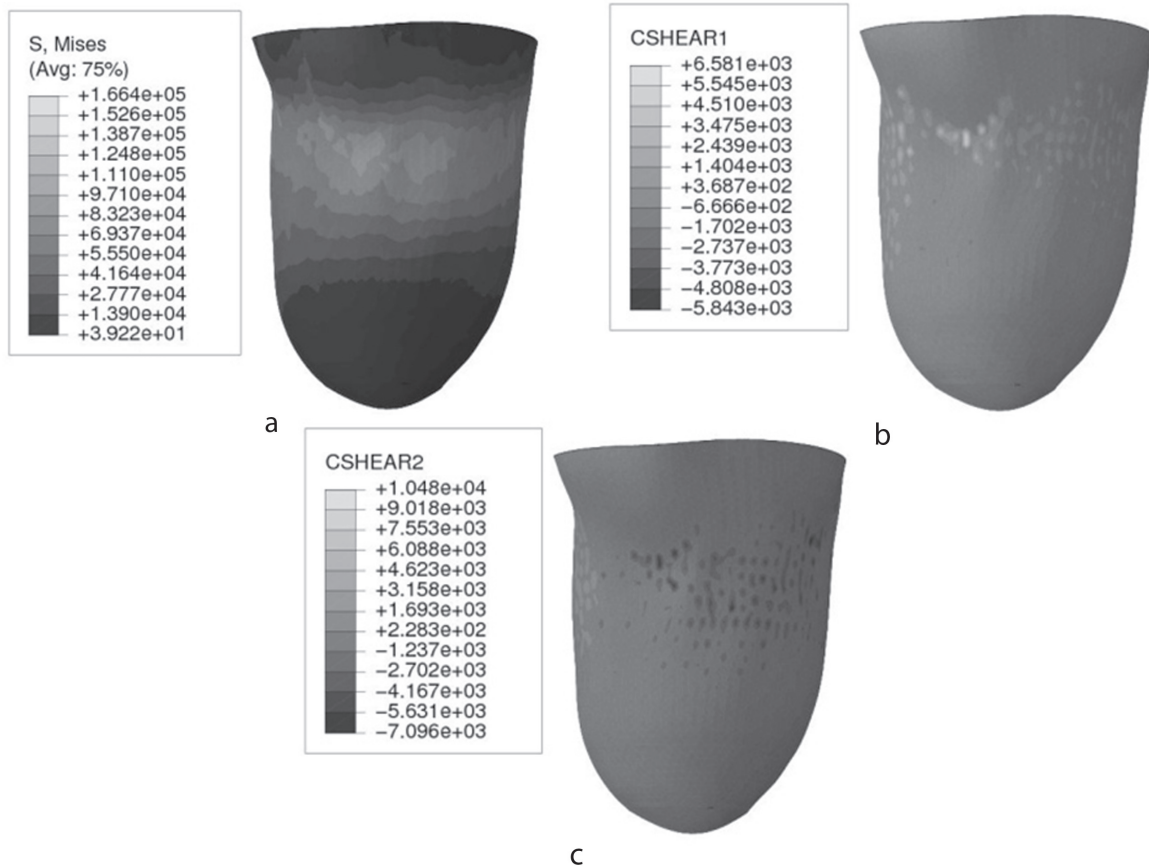 S, Mises
(Avg: 75%)
+1.664e+05
+1.526e+05
+1.387e+05
+1.248e+05
+1.110e+05
+9.710e+04
+8.323e+04
+6.937e+04
+5.550e+04
+4.164e+04
+2.777e+04
+1.390e+04
+3.922e+01
a
CSHEAR1
+6.581e+03
+5.545e+03
+4.510e+03
+3.475e+03
+2.439e+03
+1.404e+03
+3.687e+02
−6.666e+02
−1.702e+03
−2.737e+03
−3.773e+03
−4.808e+03
−5.843e+03
b
CSHEAR2
+1.048e+04
+9.018e+03
+7.553e+03
+6.088e+03
+4.623e+03
+3.158e+03
+1.693e+03
+2.283e+02
−1.237e+03
−2.702e+03
−4.167e+03
−5.631e+03
−7.096e+03
c